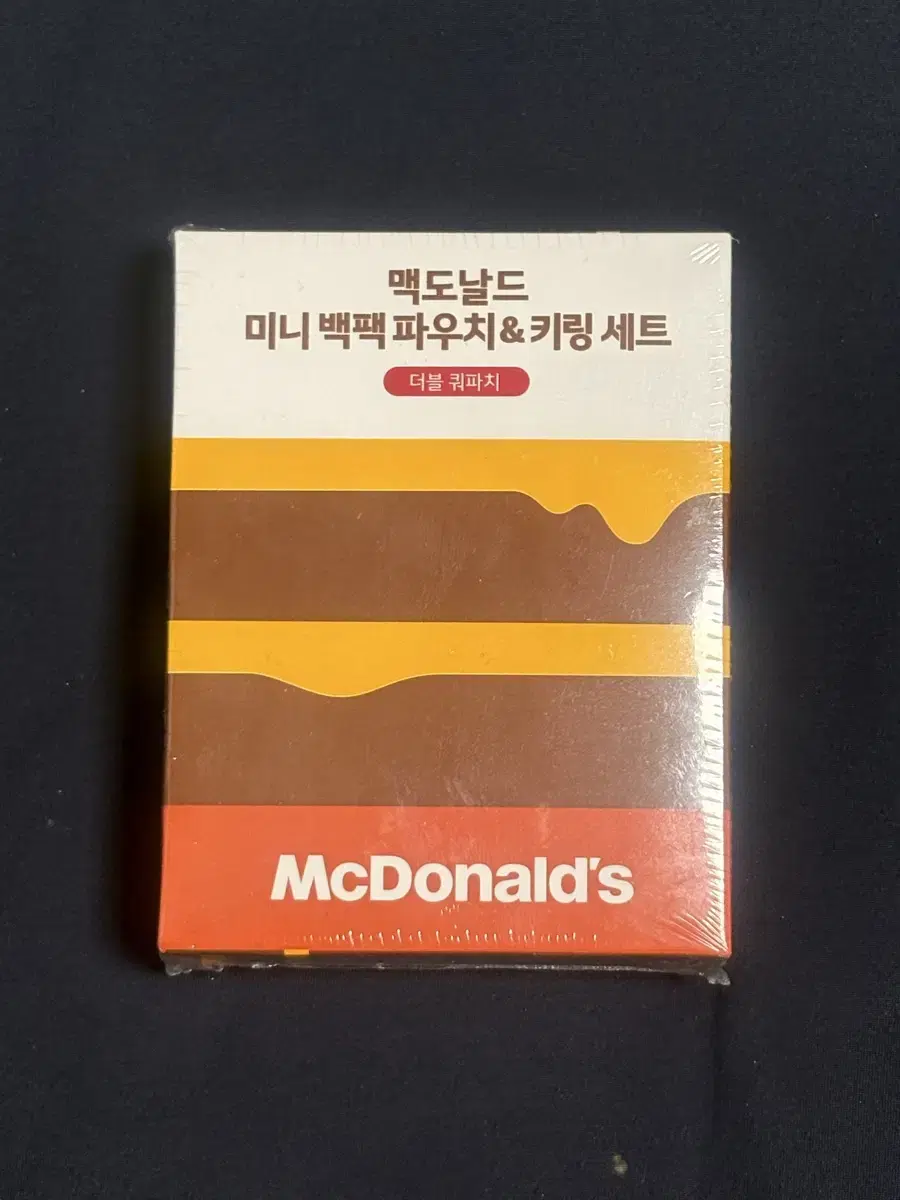 맥도날드
미니 백팩 파우치&키링 세트
더블 쿼파치
McDonald's